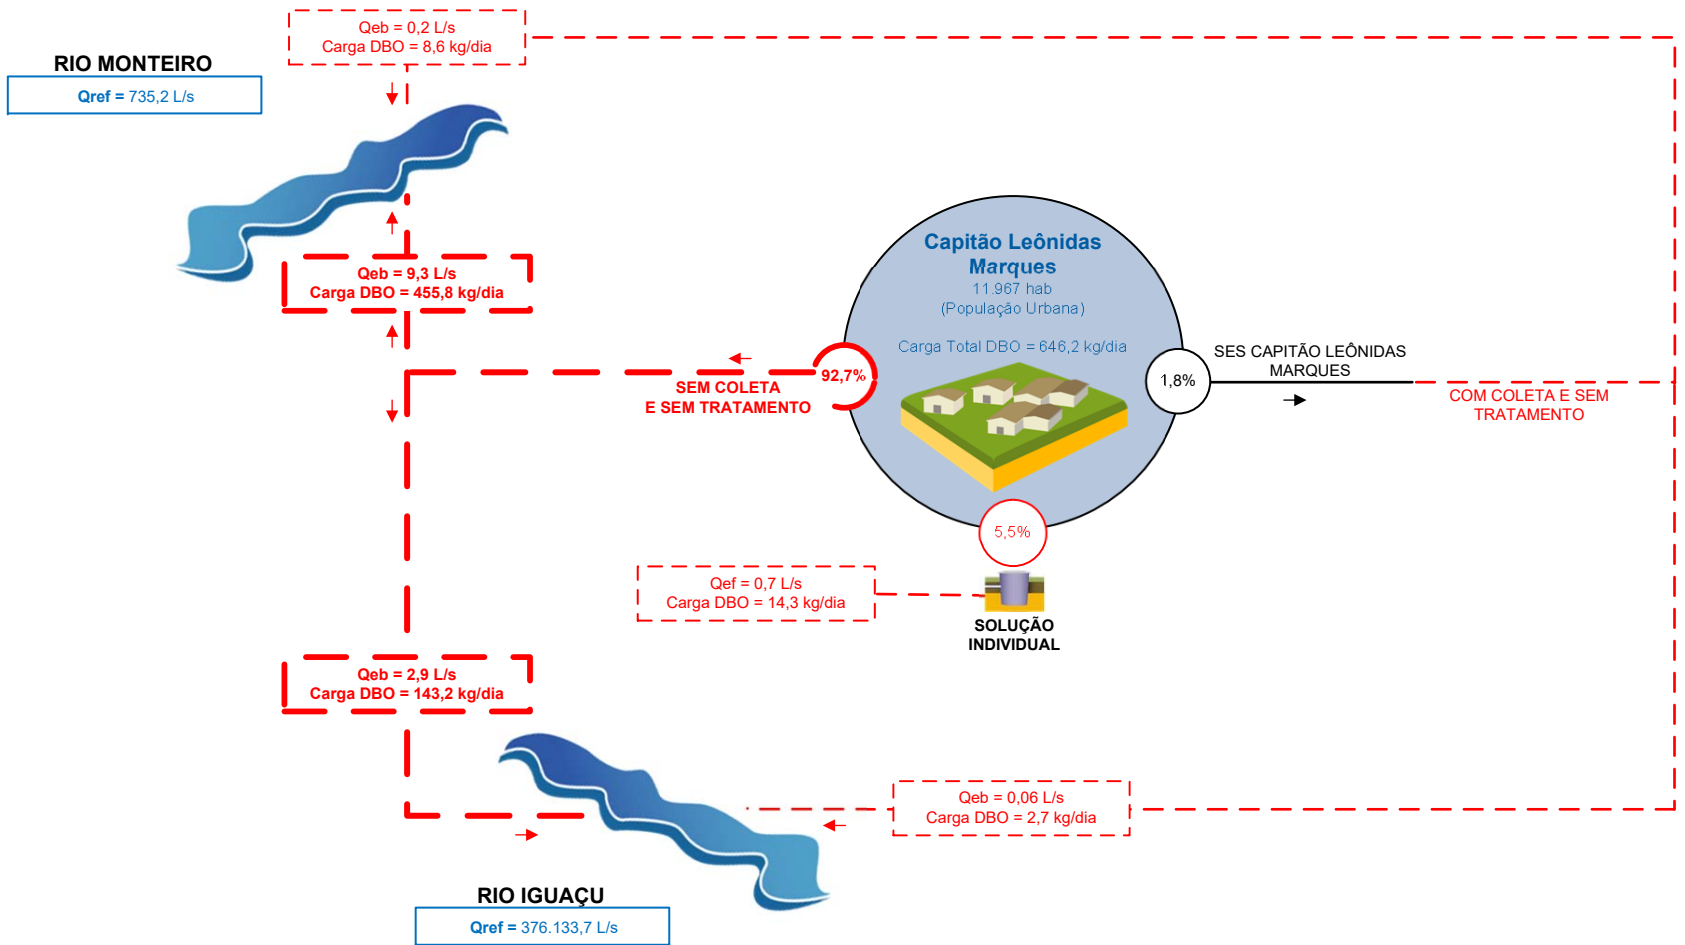 Qeb = 0,2 L/s
Carga DBO = 8,6 kg/dia
RIO MONTEIRO
Qref = 735,2 L/s
Qeb = 9,3 L/s
Carga DBO = 455,8 kg/dia
Capitão Leônidas
Marques
11.967 hab
(População Urbana)
Carga Total DBO = 646,2 kg/dia
92,7%
SEM COLETA
E SEM TRATAMENTO
1,8%
SES CAPITÃO LEÔNIDAS
MARQUES
COM COLETA E SEM
TRATAMENTO
5,5%
Qef = 0,7 L/s
Carga DBO = 14,3 kg/dia
SOLUÇÃO
INDIVIDUAL
Qeb = 2,9 L/s
Carga DBO = 143,2 kg/dia
Qeb = 0,06 L/s
Carga DBO = 2,7 kg/dia
RIO IGUAÇU
Qref = 376.133,7 L/s